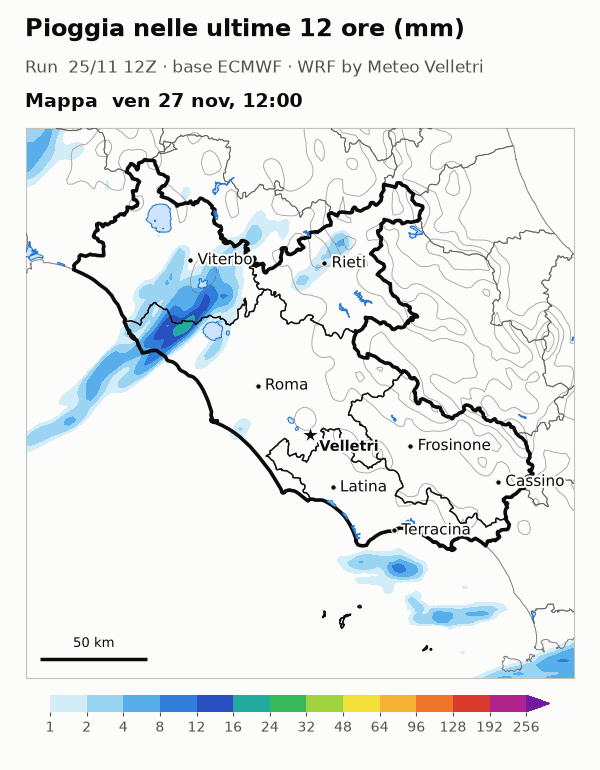 Pioggia nelle ultime 12 ore (mm)
Run  25/11 12Z · base ECMWF · WRF by Meteo Velletri
Mappa  ven 27 nov, 12:00
Viterbo
Rieti
Roma
Velletri
Frosinone
Latina
Cassino
Terracina
50 km
1 2 4 8 12 16 24 32 48 64 96 128 192 256